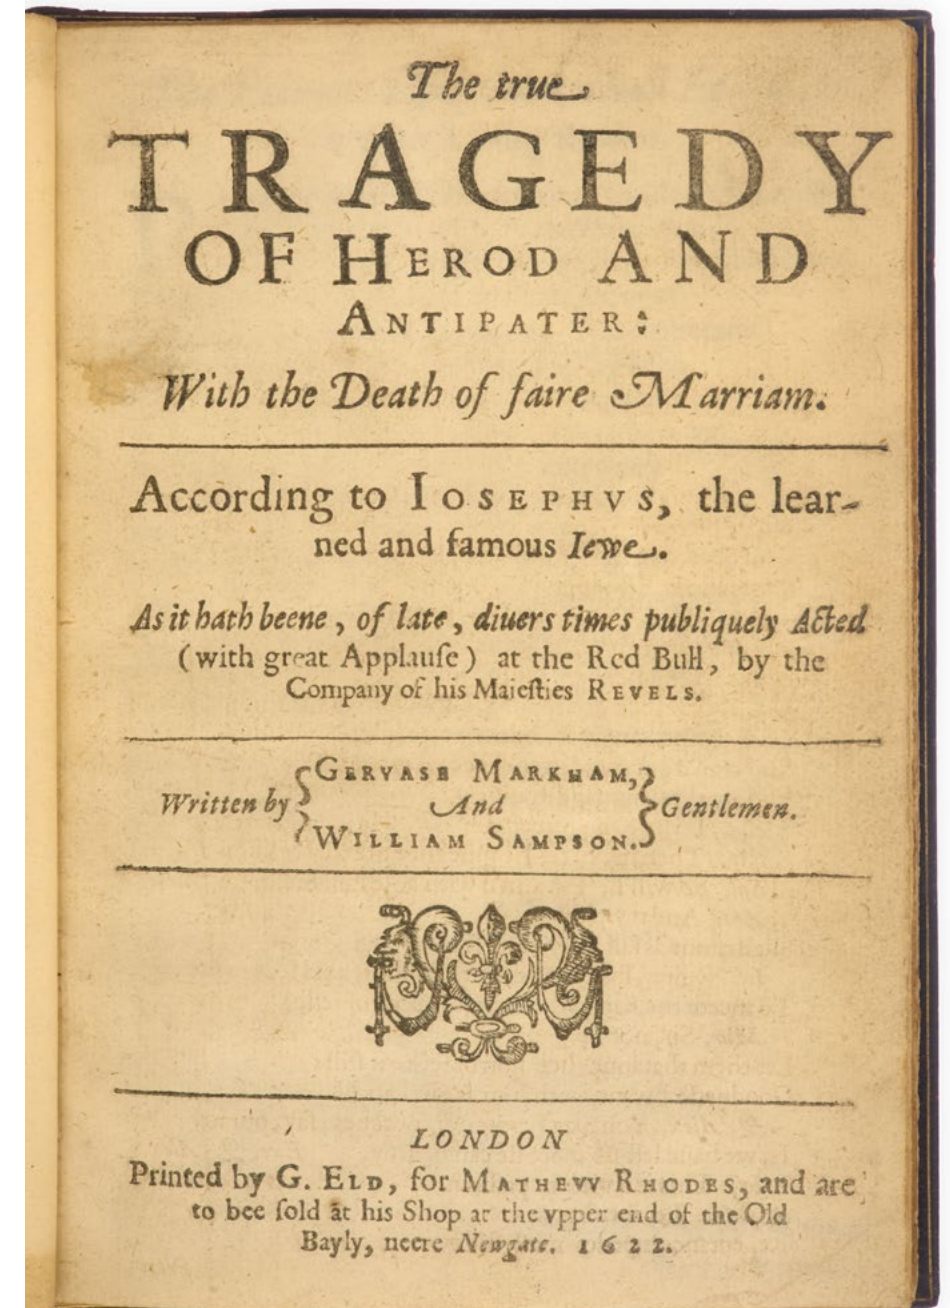 The true
TRAGEDY
OF HEROD AND
ANTIPATER:
With the Death of faire Marriam.
According to IOSEPHVS, the lear-
ned and famous Iewe.
As it hath beene, of late, diuers times publiquely Acted
(with great Applauſe) at the Red Bull, by the
Company of his Maieſties REVELS.
GERVASE MARKHAM,
Written by And Gentlemen.
WILLIAM SAMPSON.
LONDON
Printed by G. ELD, for MATHEVV RHODES, and are
to bee ſold at his Shop at the vpper end of the Old
Bayly, neere Newgate. 1622.